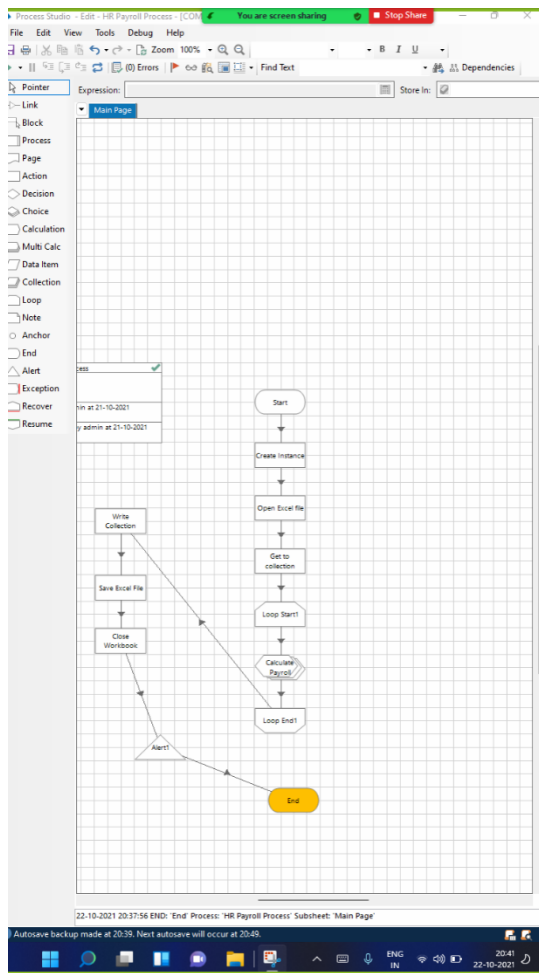 Process Studio - Edit - HR Payroll Process - [COM
You are screen sharing
Stop Share
File Edit View Tools Debug Help
Zoom 100%
B I U
(0) Errors
Find Text
Dependencies
Expression:
Store In:
Main Page
Pointer
Link
Block
Process
Page
Action
Decision
Choice
Calculation
Multi Calc
Data Item
Collection
Loop
Note
Anchor
End
Alert
Exception
Recover
Resume
cess
min at 21-10-2021
y admin at 21-10-2021
Start
Create Instance
Open Excel file
Get to
collection
Loop Start1
Calculate
Payroll
Loop End1
Write
Collection
Save Excel File
Close
Workbook
Alert1
End
22-10-2021 20:37:56 END: 'End' Process: 'HR Payroll Process' Subsheet: 'Main Page'
Autosave backup made at 20:39. Next autosave will occur at 20:49.
ENG
IN
20:41
22-10-2021